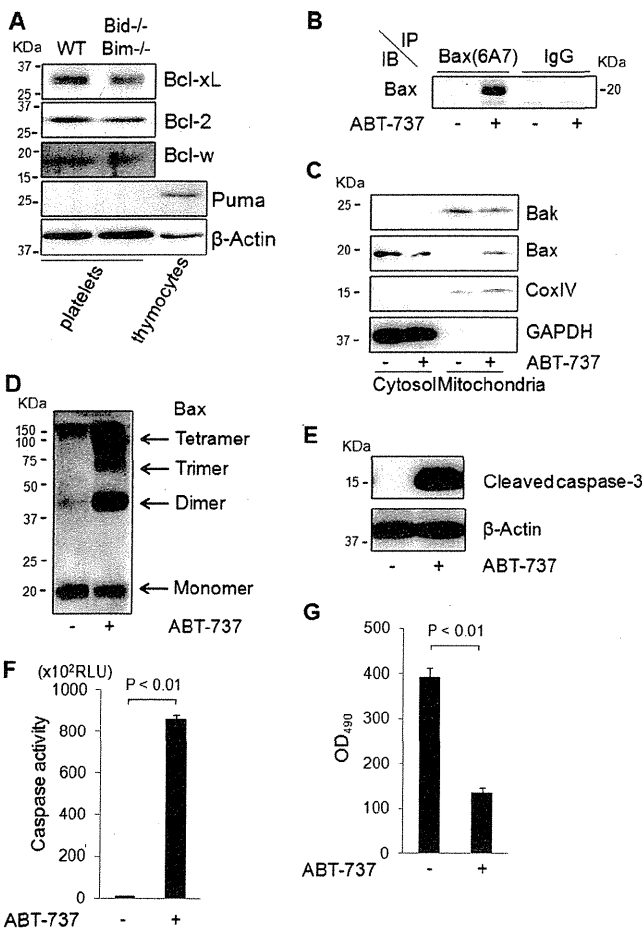 A
KDa
WT
Bid-/-
Bim-/-
37
25
Bcl-xL
37
25
Bcl-2
20
15
Bcl-w
25
Puma
37
β-Actin
platelets
thymocytes
B
IP
IB
Bax(6A7)
IgG
KDa
Bax
-20
ABT-737 - + - +
C
KDa
25
Bak
20
Bax
15
CoxIV
37
GAPDH
- + - + ABT-737
Cytosol Mitochondria
D
KDa
Bax
150
100
Tetramer
75
Trimer
50
Dimer
37
25
20
Monomer
- + ABT-737
E
KDa
15
Cleaved caspase-3
37
β-Actin
- + ABT-737
F
(x10²RLU)
P < 0.01
1000
800
600
400
200
0
Caspase activity
ABT-737 - +
G
P < 0.01
500
400
300
200
100
0
OD490
ABT-737 - +